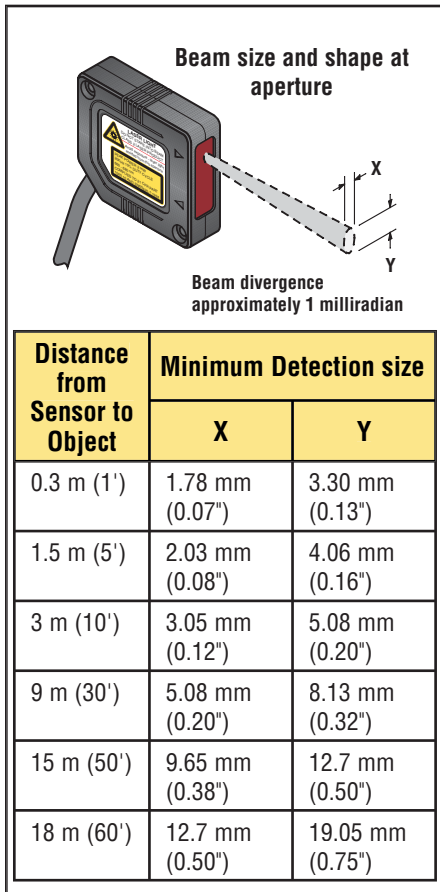 Beam size and shape at
aperture
LASER LIGHT
X
Y
Beam divergence
approximately 1 milliradian
Distance
from
Sensor to
Object
Minimum Detection size
X
Y
0.3 m (1')
1.78 mm
(0.07")
3.30 mm
(0.13")
1.5 m (5')
2.03 mm
(0.08")
4.06 mm
(0.16")
3 m (10')
3.05 mm
(0.12")
5.08 mm
(0.20")
9 m (30')
5.08 mm
(0.20")
8.13 mm
(0.32")
15 m (50')
9.65 mm
(0.38")
12.7 mm
(0.50")
18 m (60')
12.7 mm
(0.50")
19.05 mm
(0.75")